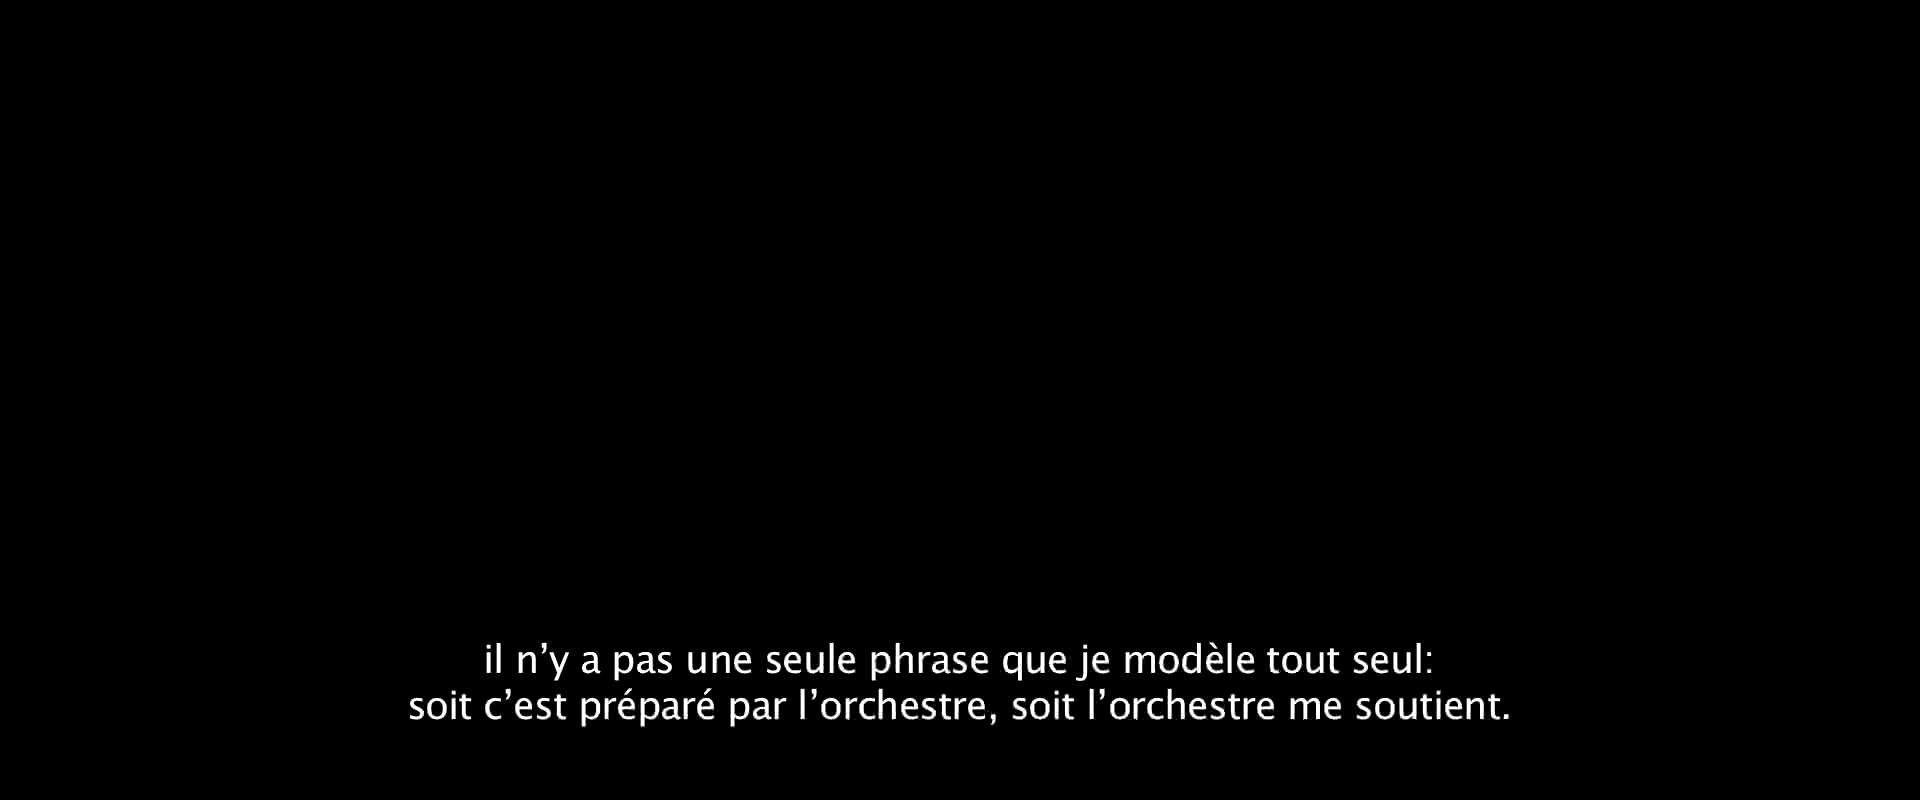 il n’y a pas une seule phrase que je modèle tout seul:
soit c’est préparé par l’orchestre, soit l’orchestre me soutient.